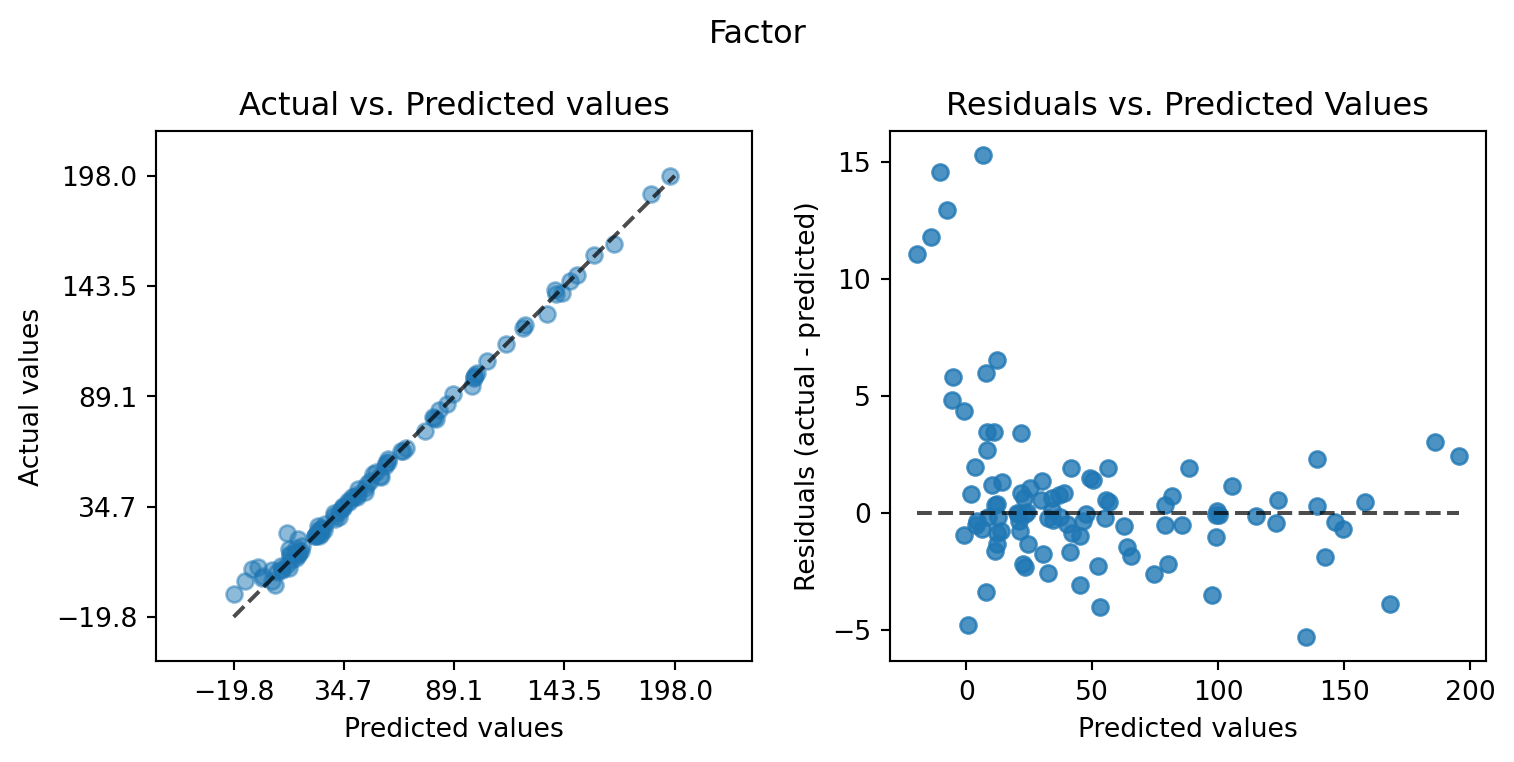 Factor
Actual vs. Predicted values
Actual values
198.0
143.5
89.1
34.7
−19.8
−19.8 34.7 89.1 143.5 198.0
Predicted values
Residuals vs. Predicted Values
Residuals (actual - predicted)
15
10
5
0
−5
0 50 100 150 200
Predicted values